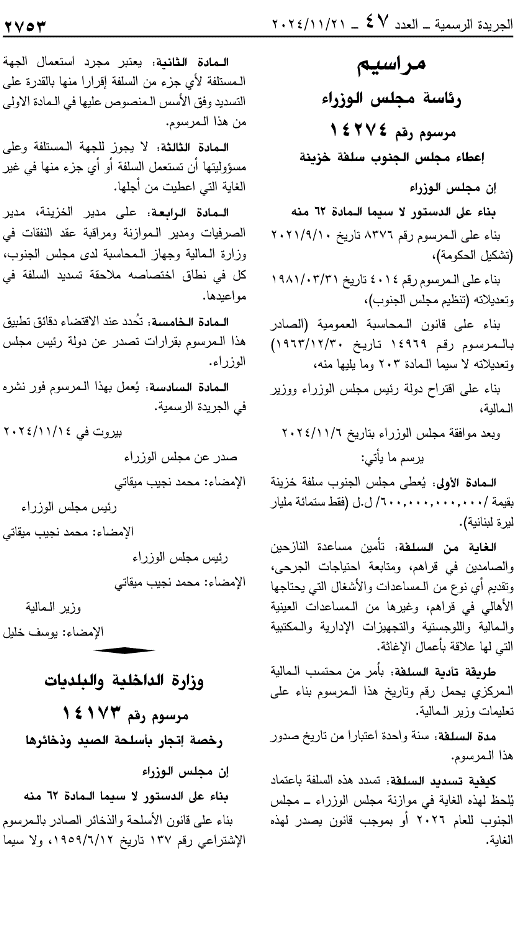 الجريدة الرسمية ــ العدد ٤٧ ــ ٢٠٢٤/١١/٢١
٢٧٥٣
مراسيم
رئاسة مجلس الوزراء
مرسوم رقم ١٤٢٧٤
إعطاء مجلس الجنوب سلفة خزينة
إن مجلس الوزراء
بناء على الدستور لا سيما المادة ٦٢ منه
بناء على المرسوم رقم ٨٣٧٦ تاريخ ٢٠٢١/٩/١٠
(تشكيل الحكومة)،
بناء على المرسوم رقم ٤٠١٤ تاريخ ١٩٨١/٠٣/٣١
وتعديلاته (تنظيم مجلس الجنوب)،
بناء على قانون المحاسبة العمومية (الصادر
بالمرسوم رقم ١٤٩٦٩ تاريخ ١٩٦٣/١٢/٣٠)
وتعديلاته لا سيما المادة ٢٠٣ وما يليها منه،
بناء على اقتراح دولة رئيس مجلس الوزراء ووزير
المالية،
وبعد موافقة مجلس الوزراء بتاريخ ٢٠٢٤/١١/٦
يرسم ما يأتي:
المادة الأولى: يُعطى مجلس الجنوب سلفة خزينة
بقيمة /٦٠٠,٠٠٠,٠٠٠,٠٠٠/ ل.ل (فقط ستمائة مليار
ليرة لبنانية).
الغاية من السلفة: تأمين مساعدة النازحين
والصامدين في قراهم، ومتابعة احتياجات الجرحى،
وتقديم أي نوع من المساعدات والأشغال التي يحتاجها
الأهالي في قراهم، وغيرها من المساعدات العينية
والمالية واللوجستية والتجهيزات الإدارية والمكتبية
التي لها علاقة بأعمال الإغاثة.
طريقة تأدية السلفة: بأمر من محتسب المالية
المركزي يحمل رقم وتاريخ هذا المرسوم بناء على
تعليمات وزير المالية.
مدة السلفة: سنة واحدة اعتبارا من تاريخ صدور
هذا المرسوم.
كيفية تسديد السلفة: تسدد هذه السلفة باعتماد
يُلحظ لهذه الغاية في موازنة مجلس الوزراء ــ مجلس
الجنوب للعام ٢٠٢٦ أو بموجب قانون يصدر لهذه
الغاية.
المادة الثانية: يعتبر مجرد استعمال الجهة
المستلفة لأي جزء من السلفة إقرارا منها بالقدرة على
التسديد وفق الأسس المنصوص عليها في المادة الاولى
من هذا المرسوم.
المادة الثالثة: لا يجوز للجهة المستلفة وعلى
مسؤوليتها أن تستعمل السلفة أو أي جزء منها في غير
الغاية التي اعطيت من أجلها.
المادة الرابعة: على مدير الخزينة، مدير
الصرفيات ومدير الموازنة ومراقبة عقد النفقات في
وزارة المالية وجهاز المحاسبة لدى مجلس الجنوب،
كل في نطاق اختصاصه ملاحقة تسديد السلفة في
مواعيدها.
المادة الخامسة: تُحدد عند الاقتضاء دقائق تطبيق
هذا المرسوم بقرارات تصدر عن دولة رئيس مجلس
الوزراء.
المادة السادسة: يُعمل بهذا المرسوم فور نشره
في الجريدة الرسمية.
بيروت في ٢٠٢٤/١١/١٤
صدر عن مجلس الوزراء
الإمضاء: محمد نجيب ميقاتي
رئيس مجلس الوزراء
الإمضاء: محمد نجيب ميقاتي
رئيس مجلس الوزراء
الإمضاء: محمد نجيب ميقاتي
وزير المالية
الإمضاء: يوسف خليل
وزارة الداخلية والبلديات
مرسوم رقم ١٤١٧٣
رخصة إتجار بأسلحة الصيد وذخائرها
إن مجلس الوزراء
بناء على الدستور لا سيما المادة ٦٢ منه
بناء على قانون الأسلحة والذخائر الصادر بالمرسوم
الإشتراعي رقم ١٣٧ تاريخ ١٩٥٩/٦/١٢، ولا سيما